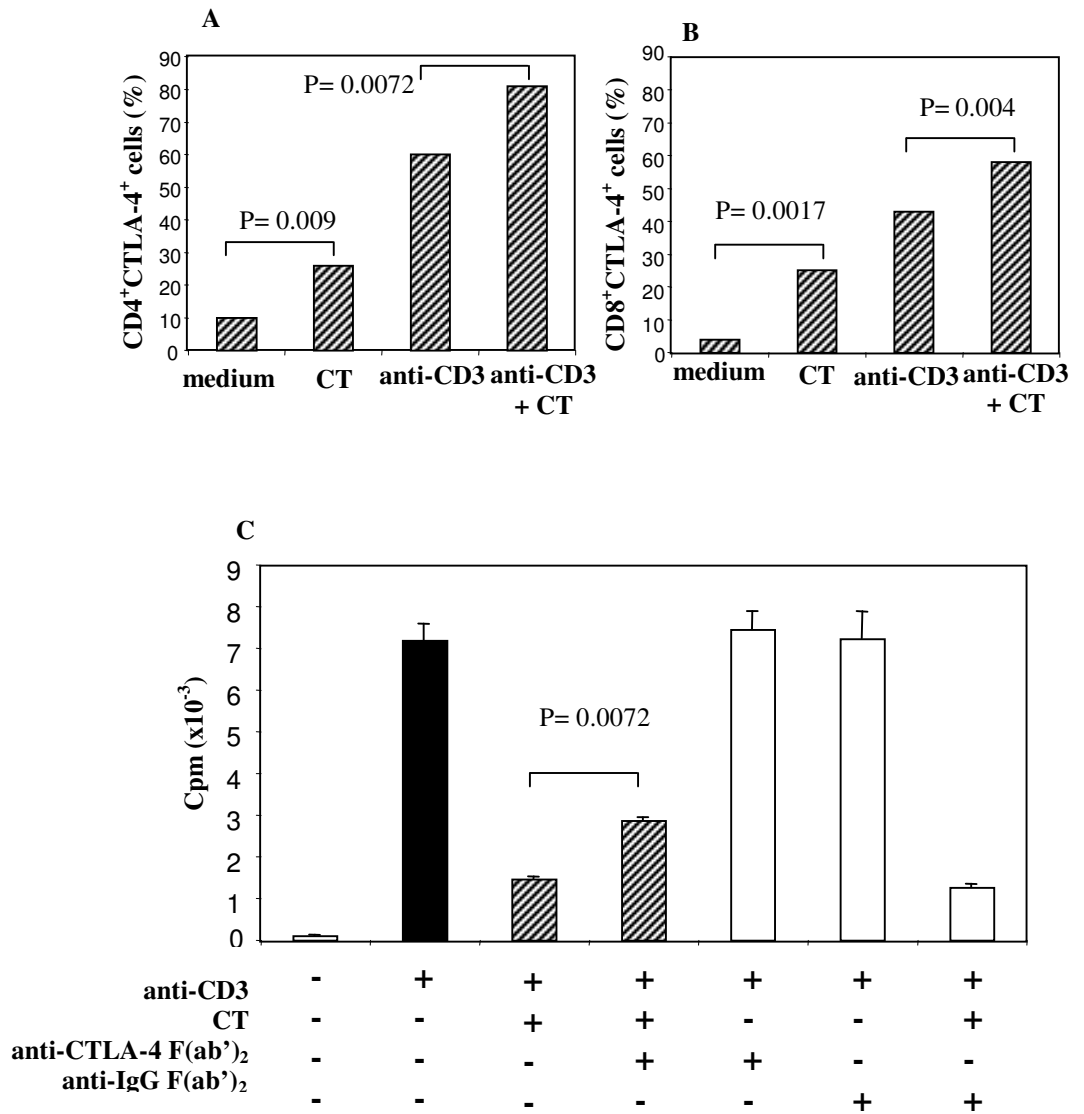 A
CD4+CTLA-4+ cells (%)
90
80
70
60
50
40
30
20
10
0
P= 0.009
P= 0.0072
medium CT anti-CD3 anti-CD3 + CT
B
CD8+CTLA-4+ cells (%)
90
80
70
60
50
40
30
20
10
0
P= 0.0017
P= 0.004
medium CT anti-CD3 anti-CD3 + CT
C
Cpm (x10-3)
9
8
7
6
5
4
3
2
1
0
P= 0.0072
anti-CD3 - + + + + + +
CT - - + + - - +
anti-CTLA-4 F(ab’)2 - - - + + - -
anti-IgG F(ab’)2 - - - - - + +